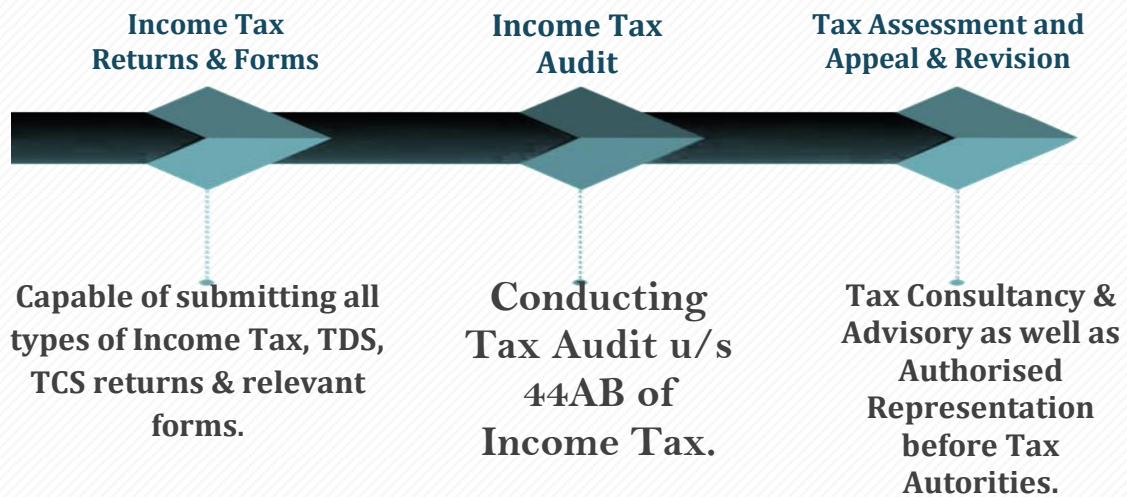 Income Tax
Returns & Forms
Income Tax
Audit
Tax Assessment and
Appeal & Revision
Capable of submitting all
types of Income Tax, TDS,
TCS returns & relevant
forms.
Conducting
Tax Audit u/s
44AB of
Income Tax.
Tax Consultancy &
Advisory as well as
Authorised
Representation
before Tax
Autorities.